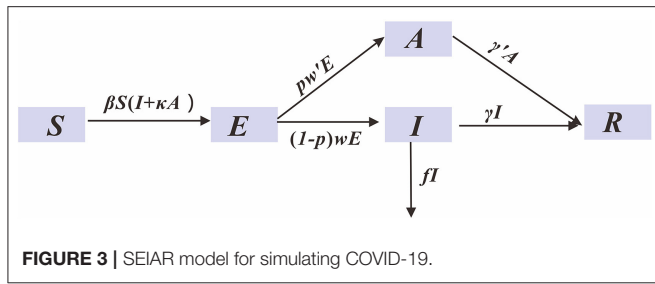 A
pw'E
γ'A
βS(I+κA )
S
E
I
γI
R
(1-p)wE
fI
FIGURE 3 | SEIAR model for simulating COVID-19.